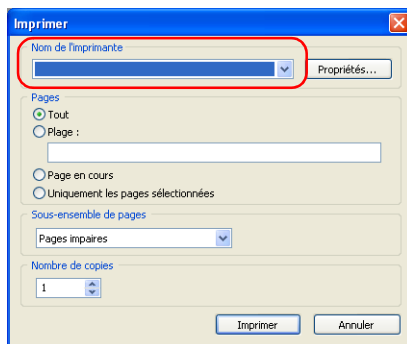 Imprimer
Nom de l'imprimante
Propriétés...
Pages
Tout
Plage :
Page en cours
Uniquement les pages sélectionnées
Sous-ensemble de pages
Pages impaires
Nombre de copies
1
Imprimer Annuler